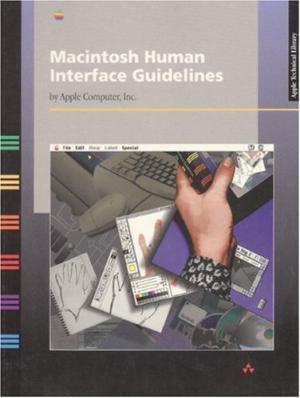 Macintosh Human
Interface Guidelines
by Apple Computer, Inc.
Apple Technical Library
File Edit View Label Special